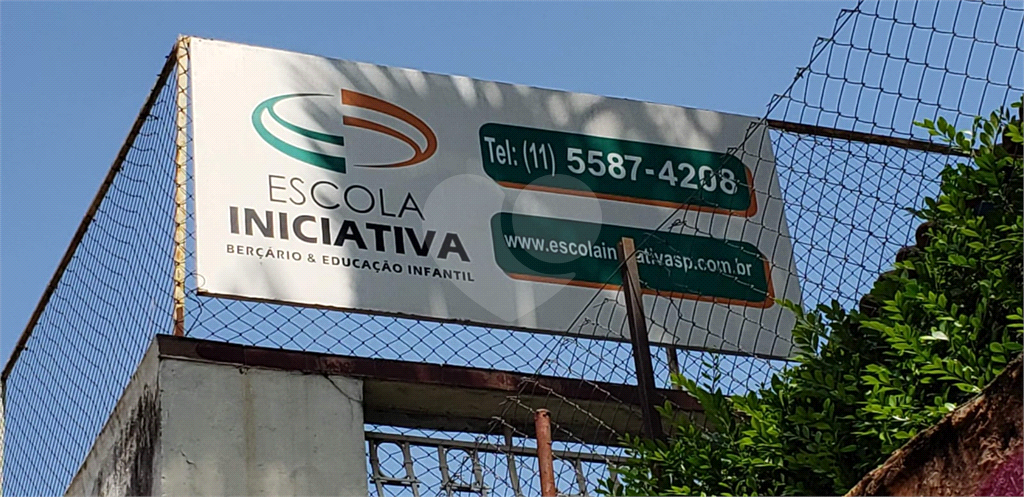 ESCOLA
INICIATIVA
BERÇÁRIO & EDUCAÇÃO INFANTIL
Tel: (11) 5587-4208